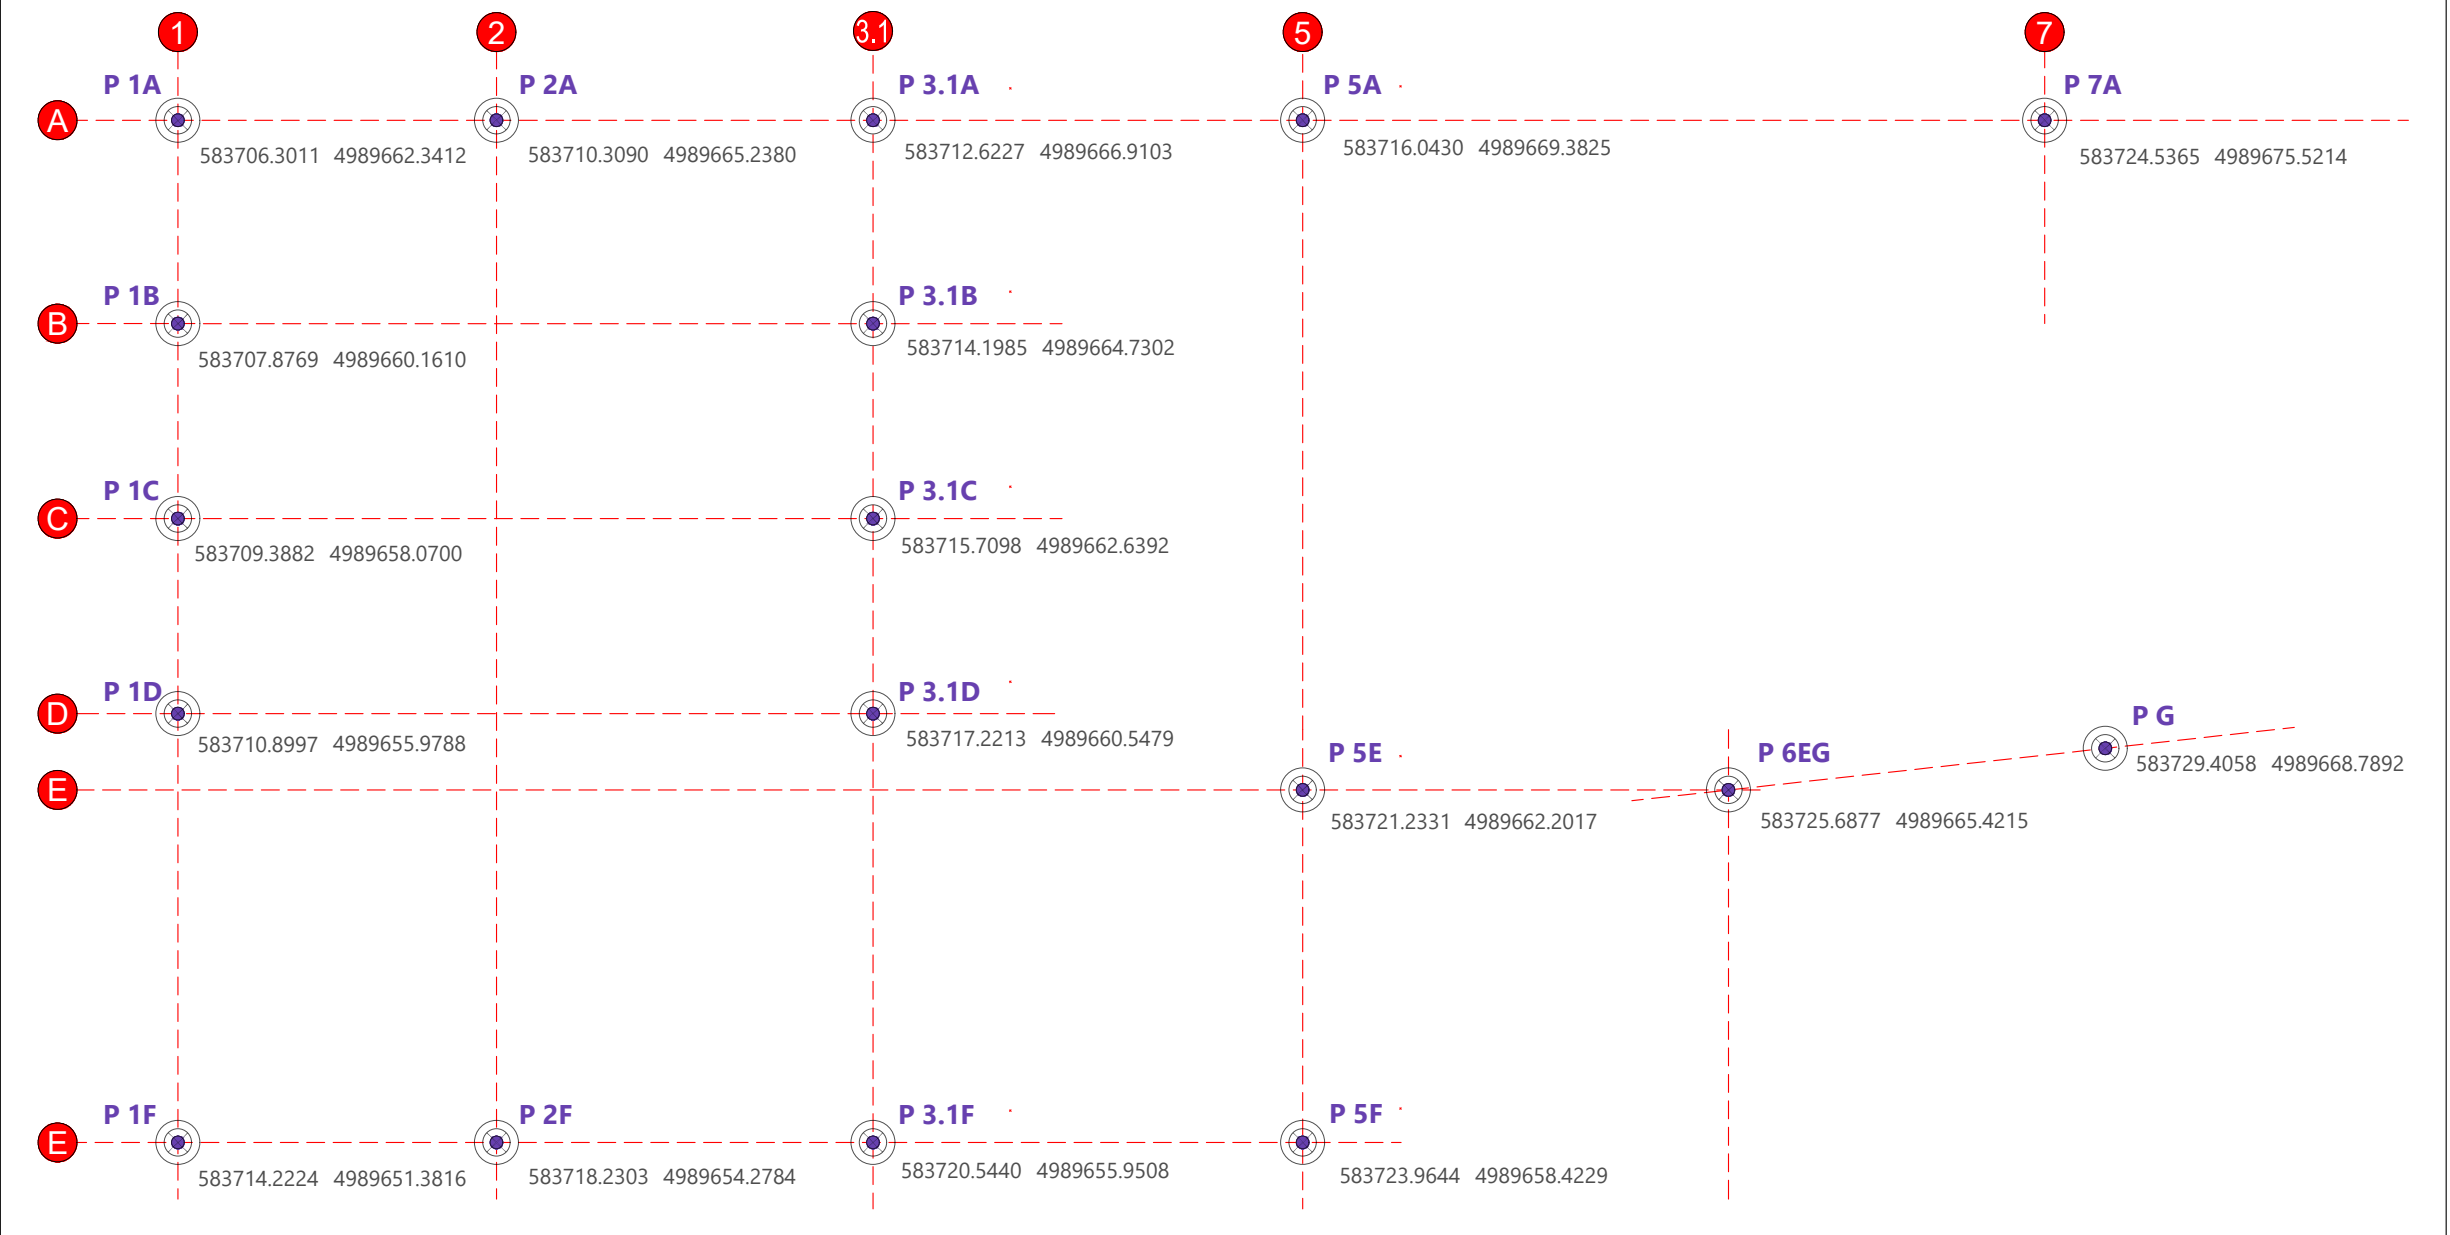 1 2 3.1 5 7
P 1A P 2A P 3.1A P 5A P 7A
A
583706.3011 4989662.3412 583710.3090 4989665.2380 583712.6227 4989666.9103 583716.0430 4989669.3825 583724.5365 4989675.5214
P 1B P 3.1B
B
583707.8769 4989660.1610 583714.1985 4989664.7302
P 1C P 3.1C
C
583709.3882 4989658.0700 583715.7098 4989662.6392
P 1D P 3.1D P G
D
583710.8997 4989655.9788 583717.2213 4989660.5479 583729.4058 4989668.7892
P 5E P 6EG
E
583721.2331 4989662.2017 583725.6877 4989665.4215
P 1F P 2F P 3.1F P 5F
E
583714.2224 4989651.3816 583718.2303 4989654.2784 583720.5440 4989655.9508 583723.9644 4989658.4229